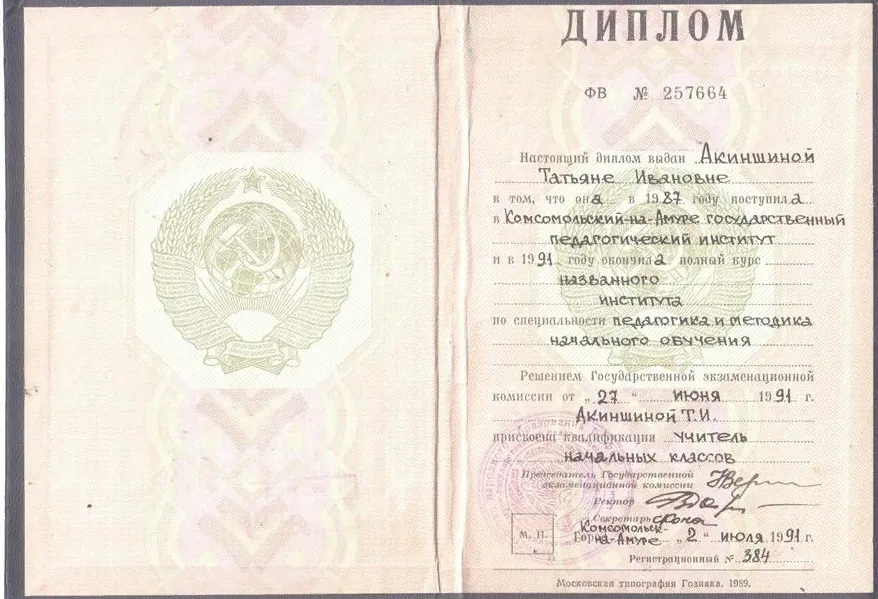 ДИПЛОМ
ФВ № 257664
Настоящий диплом выдан Акиншиной
Татьяне Ивановне
в том, что она в 1987 году поступила
в Комсомольский-на-Амуре государственный
педагогический институт
и в 1991 году окончила полный курс
названного
института
по специальности педагогика и методика
начального обучения
Решением Государственной экзаменационной
комиссии от „27“ июня 1991 г.
Акиншиной Т.И.
присвоена квалификация учитель
начальных классов
Председатель Государственной
экзаменационной комиссии
Ректор
Секретарь
М. П.
Город Комсомольск-
на-Амуре „2“ июля 1991 г.
Регистрационный № 384
Московская типография Гознака. 1989.